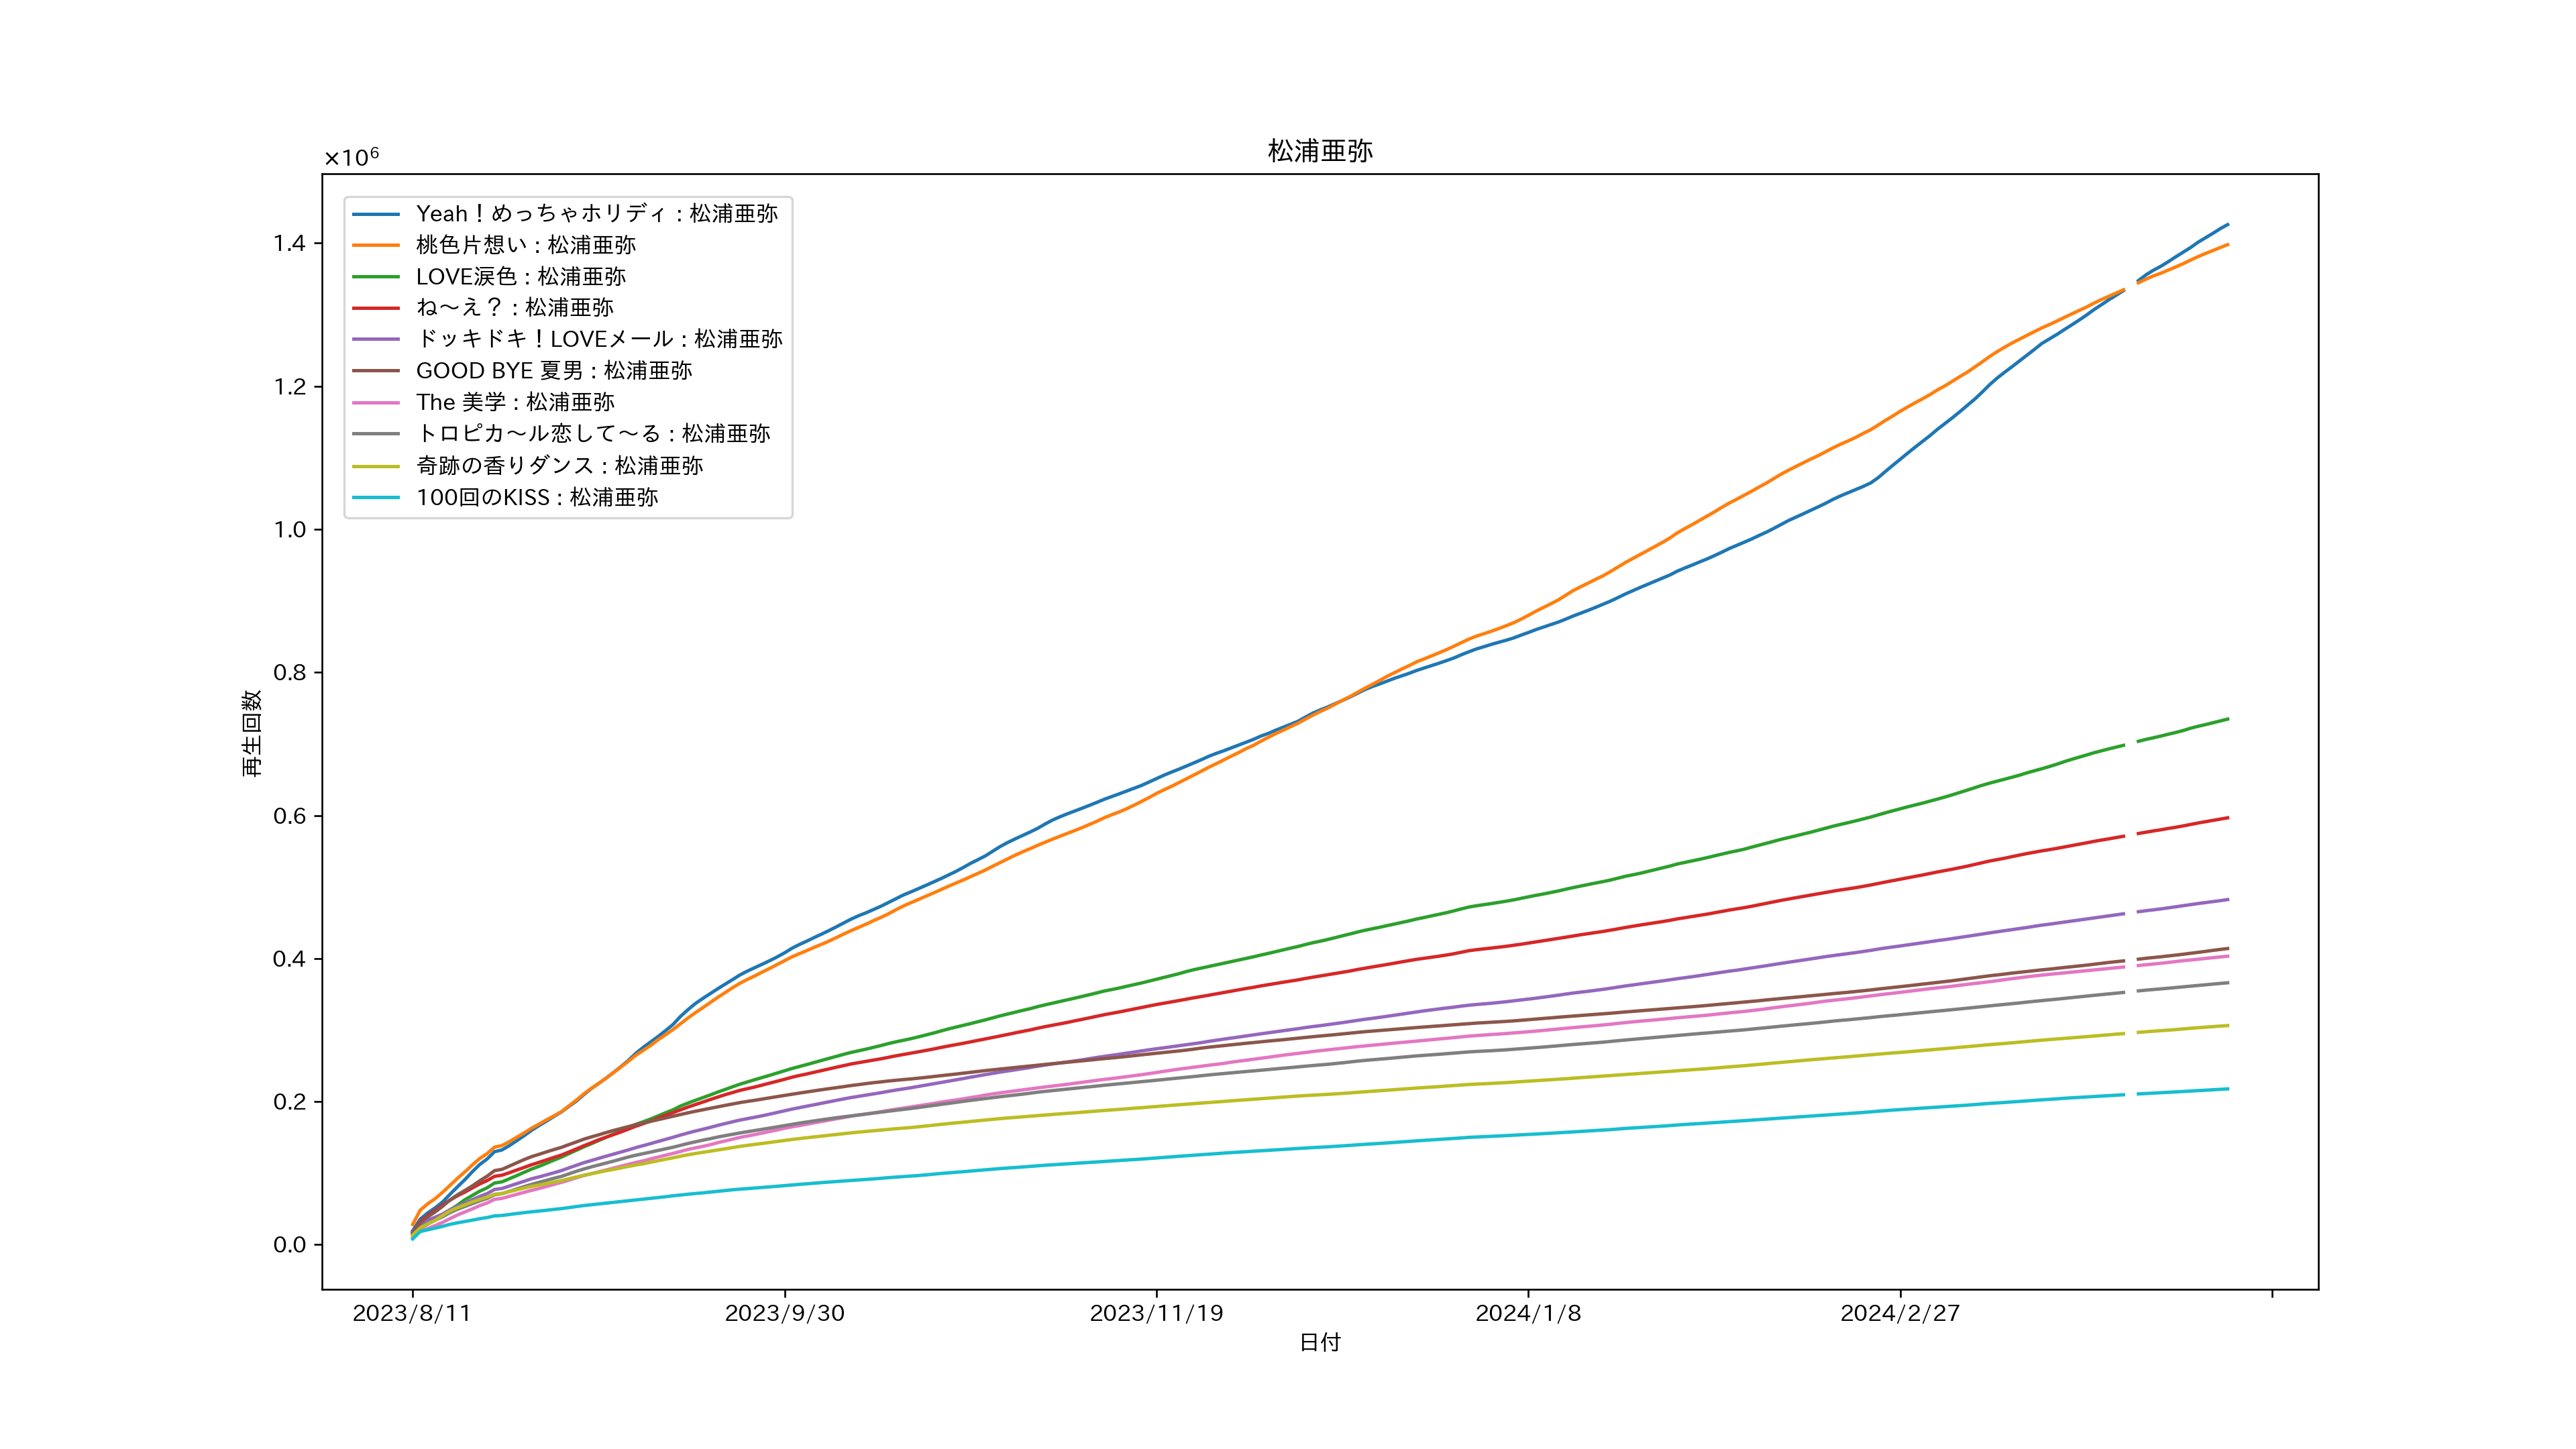 松浦亜弥
×10⁶
Yeah！めっちゃホリディ : 松浦亜弥
桃色片想い : 松浦亜弥
LOVE涙色 : 松浦亜弥
ね〜え？ : 松浦亜弥
ドッキドキ！LOVEメール : 松浦亜弥
GOOD BYE 夏男 : 松浦亜弥
The 美学 : 松浦亜弥
トロピカ〜ル恋して〜る : 松浦亜弥
奇跡の香りダンス : 松浦亜弥
100回のKISS : 松浦亜弥
1.4
1.2
1.0
0.8
0.6
0.4
0.2
0.0
再生回数
2023/8/11
2023/9/30
2023/11/19
2024/1/8
2024/2/27
日付